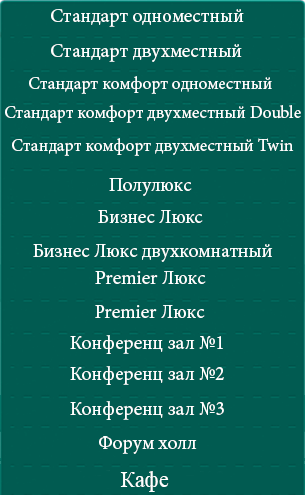 Стандарт одноместный
Стандарт двухместный
Стандарт комфорт одноместный
Стандарт комфорт двухместный Double
Стандарт комфорт двухместный Twin
Полулюкс
Бизнес Люкс
Бизнес Люкс двухкомнатный
Premier Люкс
Premier Люкс
Конференц зал №1
Конференц зал №2
Конференц зал №3
Форум холл
Кафе